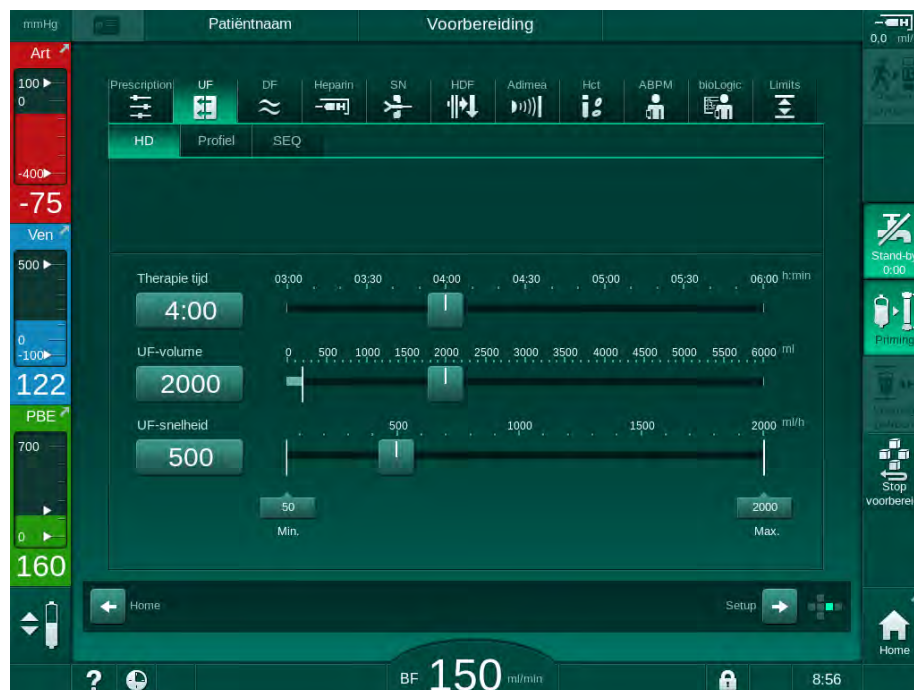 mmHg
Patiëntnaam
Voorbereiding
0,0 ml/
Art
100
0
-400
-75
Ven
500
0
-100
122
PBE
700
0
160
Prescription UF DF Heparin SN HDF Adimea Hct ABPM bioLogic Limits
HD Profiel SEQ
Therapie tijd
03:00 03:30 04:00 04:30 05:00 05:30 06:00 h:min
4:00
UF-volume
0 500 1000 1500 2000 2500 3000 3500 4000 4500 5000 5500 6000 ml
2000
UF-snelheid
500 1000 1500 2000 ml/h
500
50 2000
Min. Max.
Stand-by
0:00
Priming
Stop
voorberei
Home Setup
Home
? BF 150 ml/min 8:56